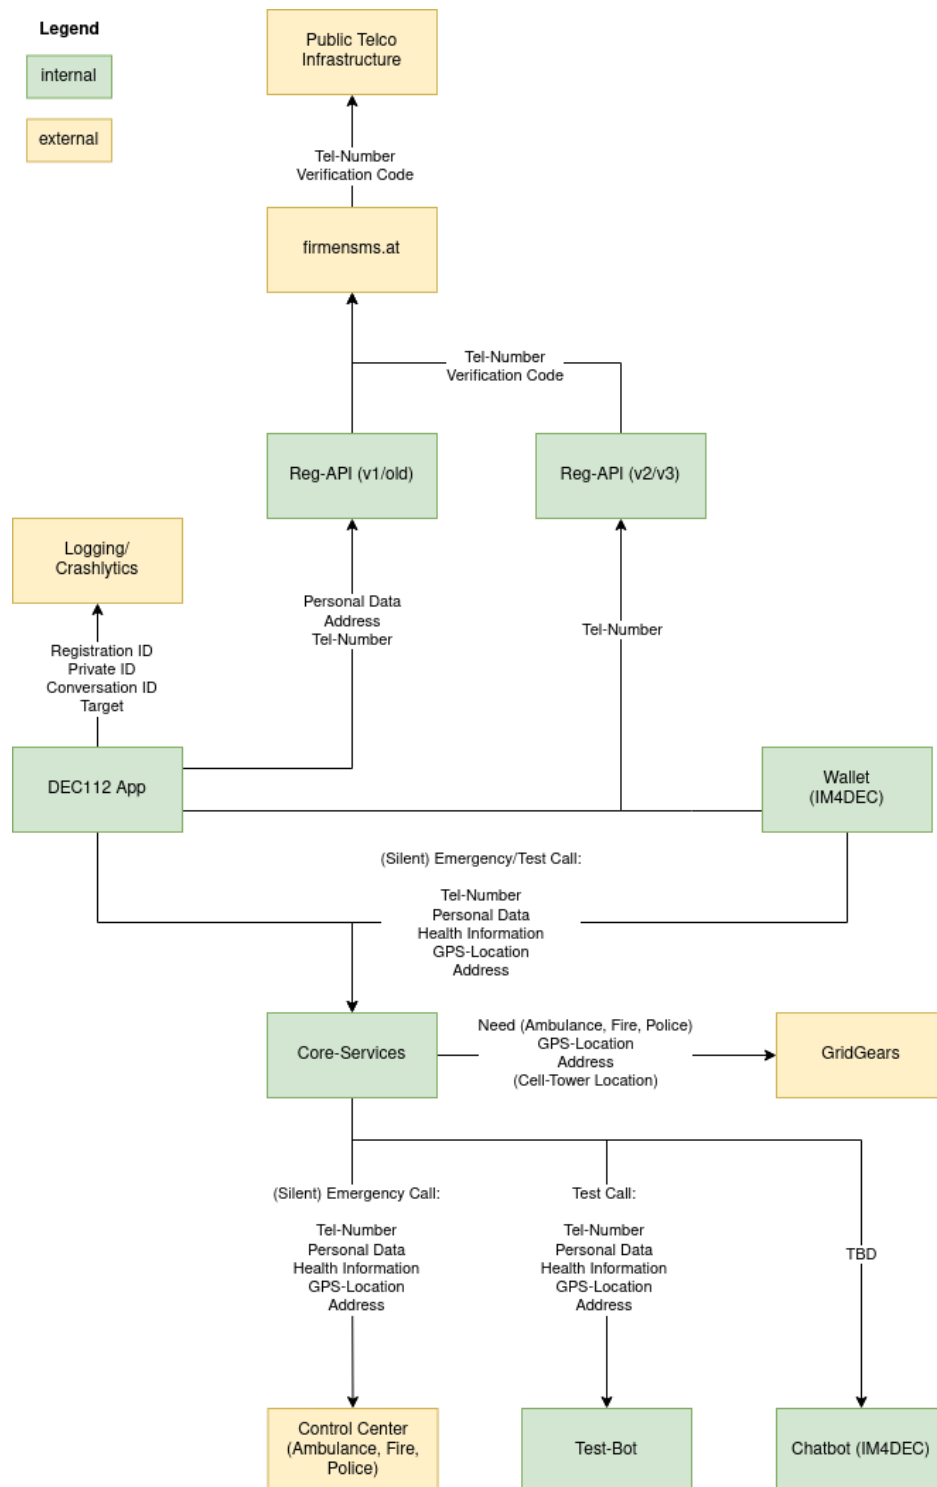 Legend
internal
external
Public Telco
Infrastructure
Tel-Number
Verification Code
firmensms.at
Tel-Number
Verification Code
Reg-API (v1/old)
Reg-API (v2/v3)
Logging/
Crashlytics
Personal Data
Address
Tel-Number
Tel-Number
Registration ID
Private ID
Conversation ID
Target
DEC112 App
Wallet
(IM4DEC)
(Silent) Emergency/Test Call:
Tel-Number
Personal Data
Health Information
GPS-Location
Address
Core-Services
Need (Ambulance, Fire, Police)
GPS-Location
Address
(Cell-Tower Location)
GridGears
(Silent) Emergency Call:
Tel-Number
Personal Data
Health Information
GPS-Location
Address
Test Call:
Tel-Number
Personal Data
Health Information
GPS-Location
Address
TBD
Control Center
(Ambulance, Fire,
Police)
Test-Bot
Chatbot (IM4DEC)